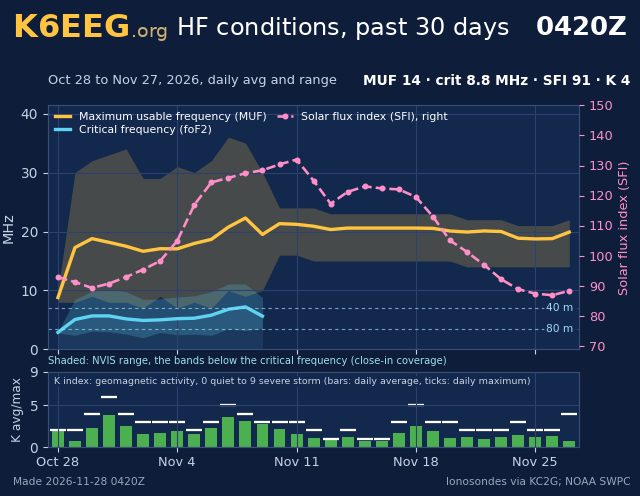 K6EEG.org HF conditions, past 30 days 0420Z
Oct 28 to Nov 27, 2026, daily avg and range MUF 14 · crit 8.8 MHz · SFI 91 · K 4
Maximum usable frequency (MUF)
Critical frequency (foF2)
Solar flux index (SFI), right
MHz
40
30
20
10
0
Solar flux index (SFI)
150
140
130
120
110
100
90
80
70
40 m
80 m
Shaded: NVIS range, the bands below the critical frequency (close-in coverage)
K index: geomagnetic activity, 0 quiet to 9 severe storm (bars: daily average, ticks: daily maximum)
K avg/max
9
5
0
Oct 28 Nov 4 Nov 11 Nov 18 Nov 25
Made 2026-11-28 0420Z Ionosondes via KC2G; NOAA SWPC